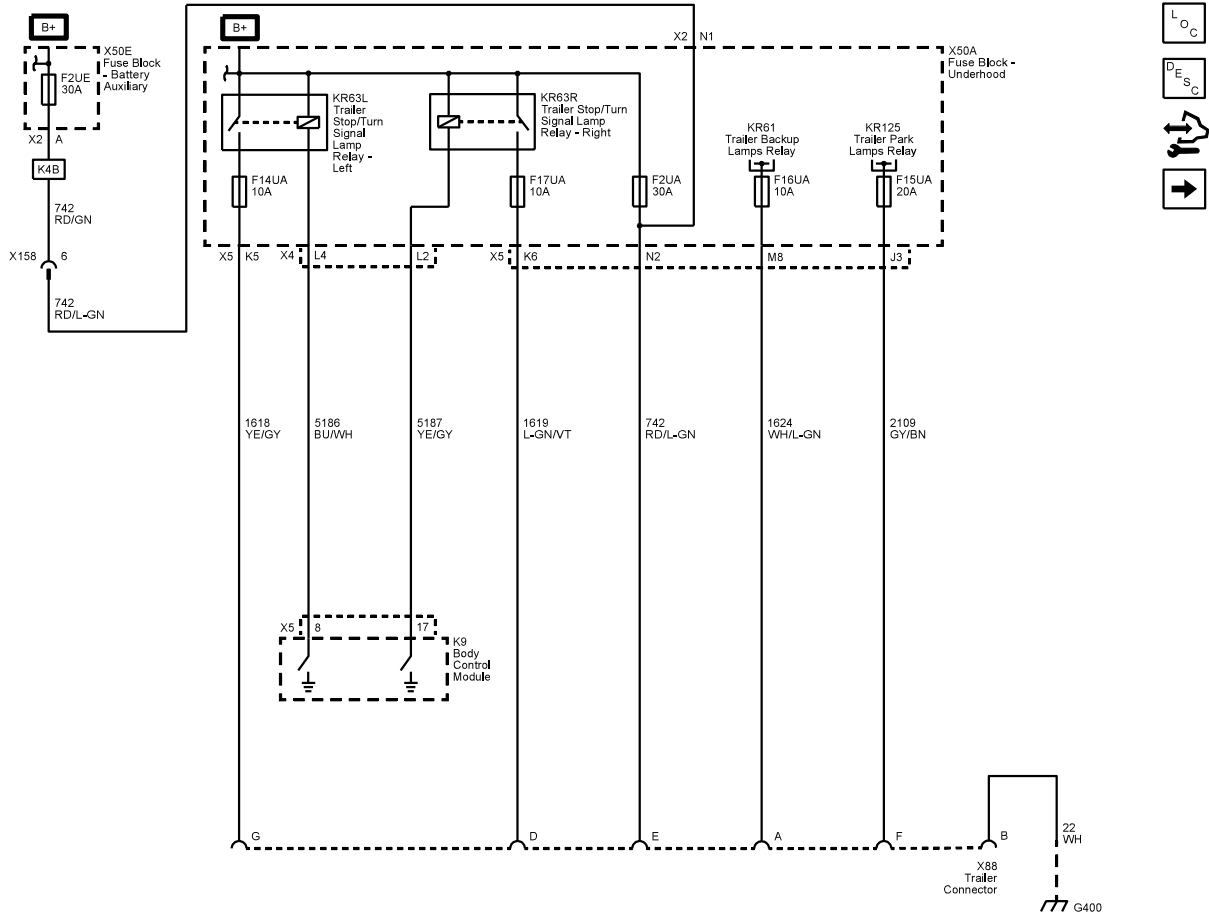 B+
X50E
Fuse Block
- Battery
Auxiliary
F2UE
30A
X2 A
K4B
742
RD/GN
X158 6
742
RD/L-GN
B+
X2 N1
X50A
Fuse Block -
Underhood
KR63L
Trailer
Stop/Turn
Signal
Lamp
Relay -
Left
KR63R
Trailer Stop/Turn
Signal Lamp
Relay - Right
KR61
Trailer Backup
Lamps Relay
KR125
Trailer Park
Lamps Relay
F14UA
10A
F17UA
10A
F2UA
30A
F16UA
10A
F15UA
20A
X5 K5 X4 L4 L2 X5 K6 N2 M8 J3
1618
YE/GY
5186
BU/WH
5187
YE/GY
1619
L-GN/VT
742
RD/L-GN
1624
WH/L-GN
2109
GY/BN
X5 8 17
K9
Body
Control
Module
G D E A F B
22
WH
X88
Trailer
Connector
G400
LOC
DESC